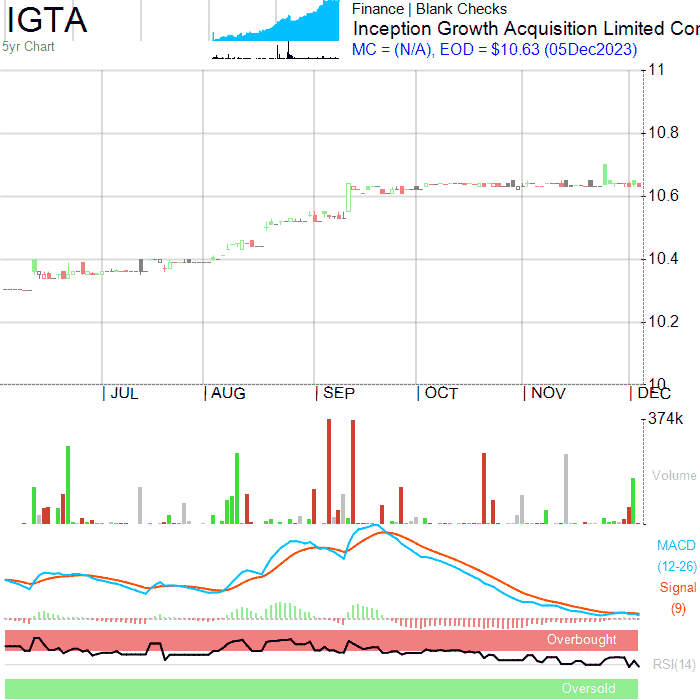 IGTA
5yr Chart
Finance | Blank Checks
Inception Growth Acquisition Limited Cor
MC = (N/A), EOD = $10.63 (05Dec2023)
11
10.8
10.6
10.4
10.2
10
JUL
AUG
SEP
OCT
NOV
DEC
374k
Volume
MACD
(12-26)
Signal
(9)
Overbought
RSI(14)
Oversold